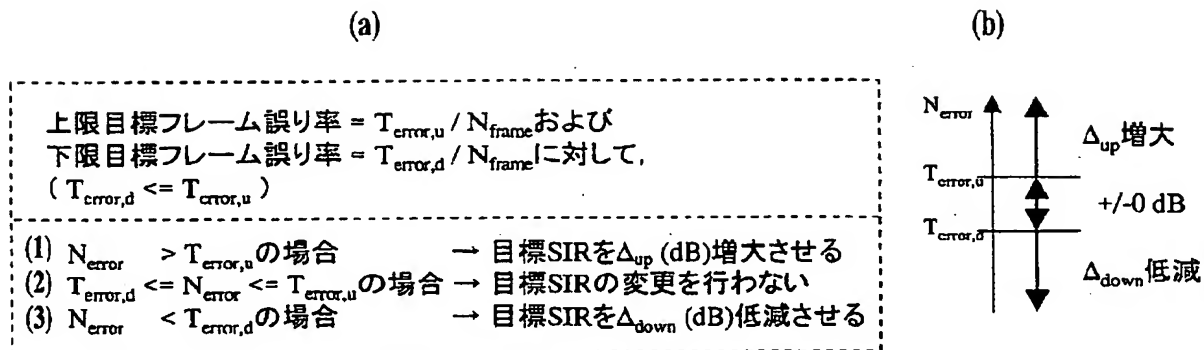 (a)
上限目標フレーム誤り率 = T_error,u / N_frameおよび
下限目標フレーム誤り率 = T_error,d / N_frameに対して,
( T_error,d <= T_error,u )
(1) N_error > T_error,uの場合 → 目標SIRをΔ_up (dB)増大させる
(2) T_error,d <= N_error <= T_error,uの場合 → 目標SIRの変更を行わない
(3) N_error < T_error,dの場合 → 目標SIRをΔ_down (dB)低減させる
(b)
N_error
Δ_up増大
T_error,u
+/-0 dB
T_error,d
Δ_down低減